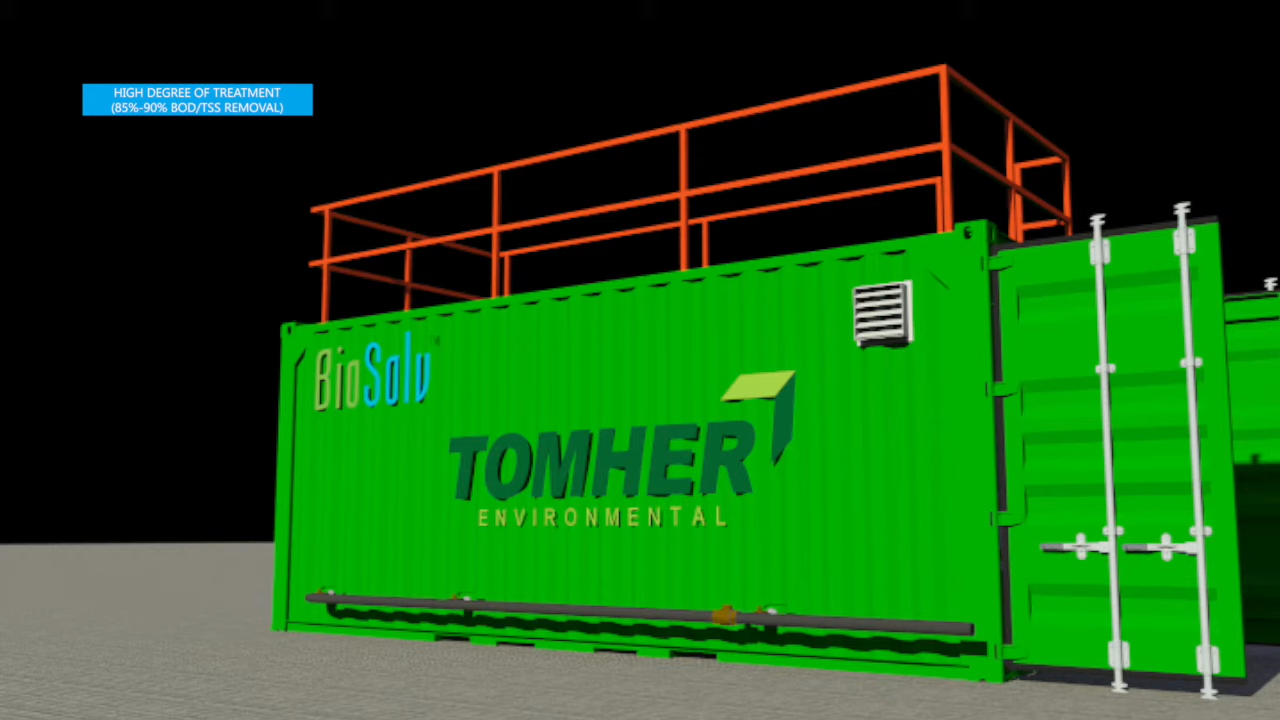 HIGH DEGREE OF TREATMENT
(85%-90% BOD/TSS REMOVAL)
BioSolv
TOMHER
ENVIRONMENTAL